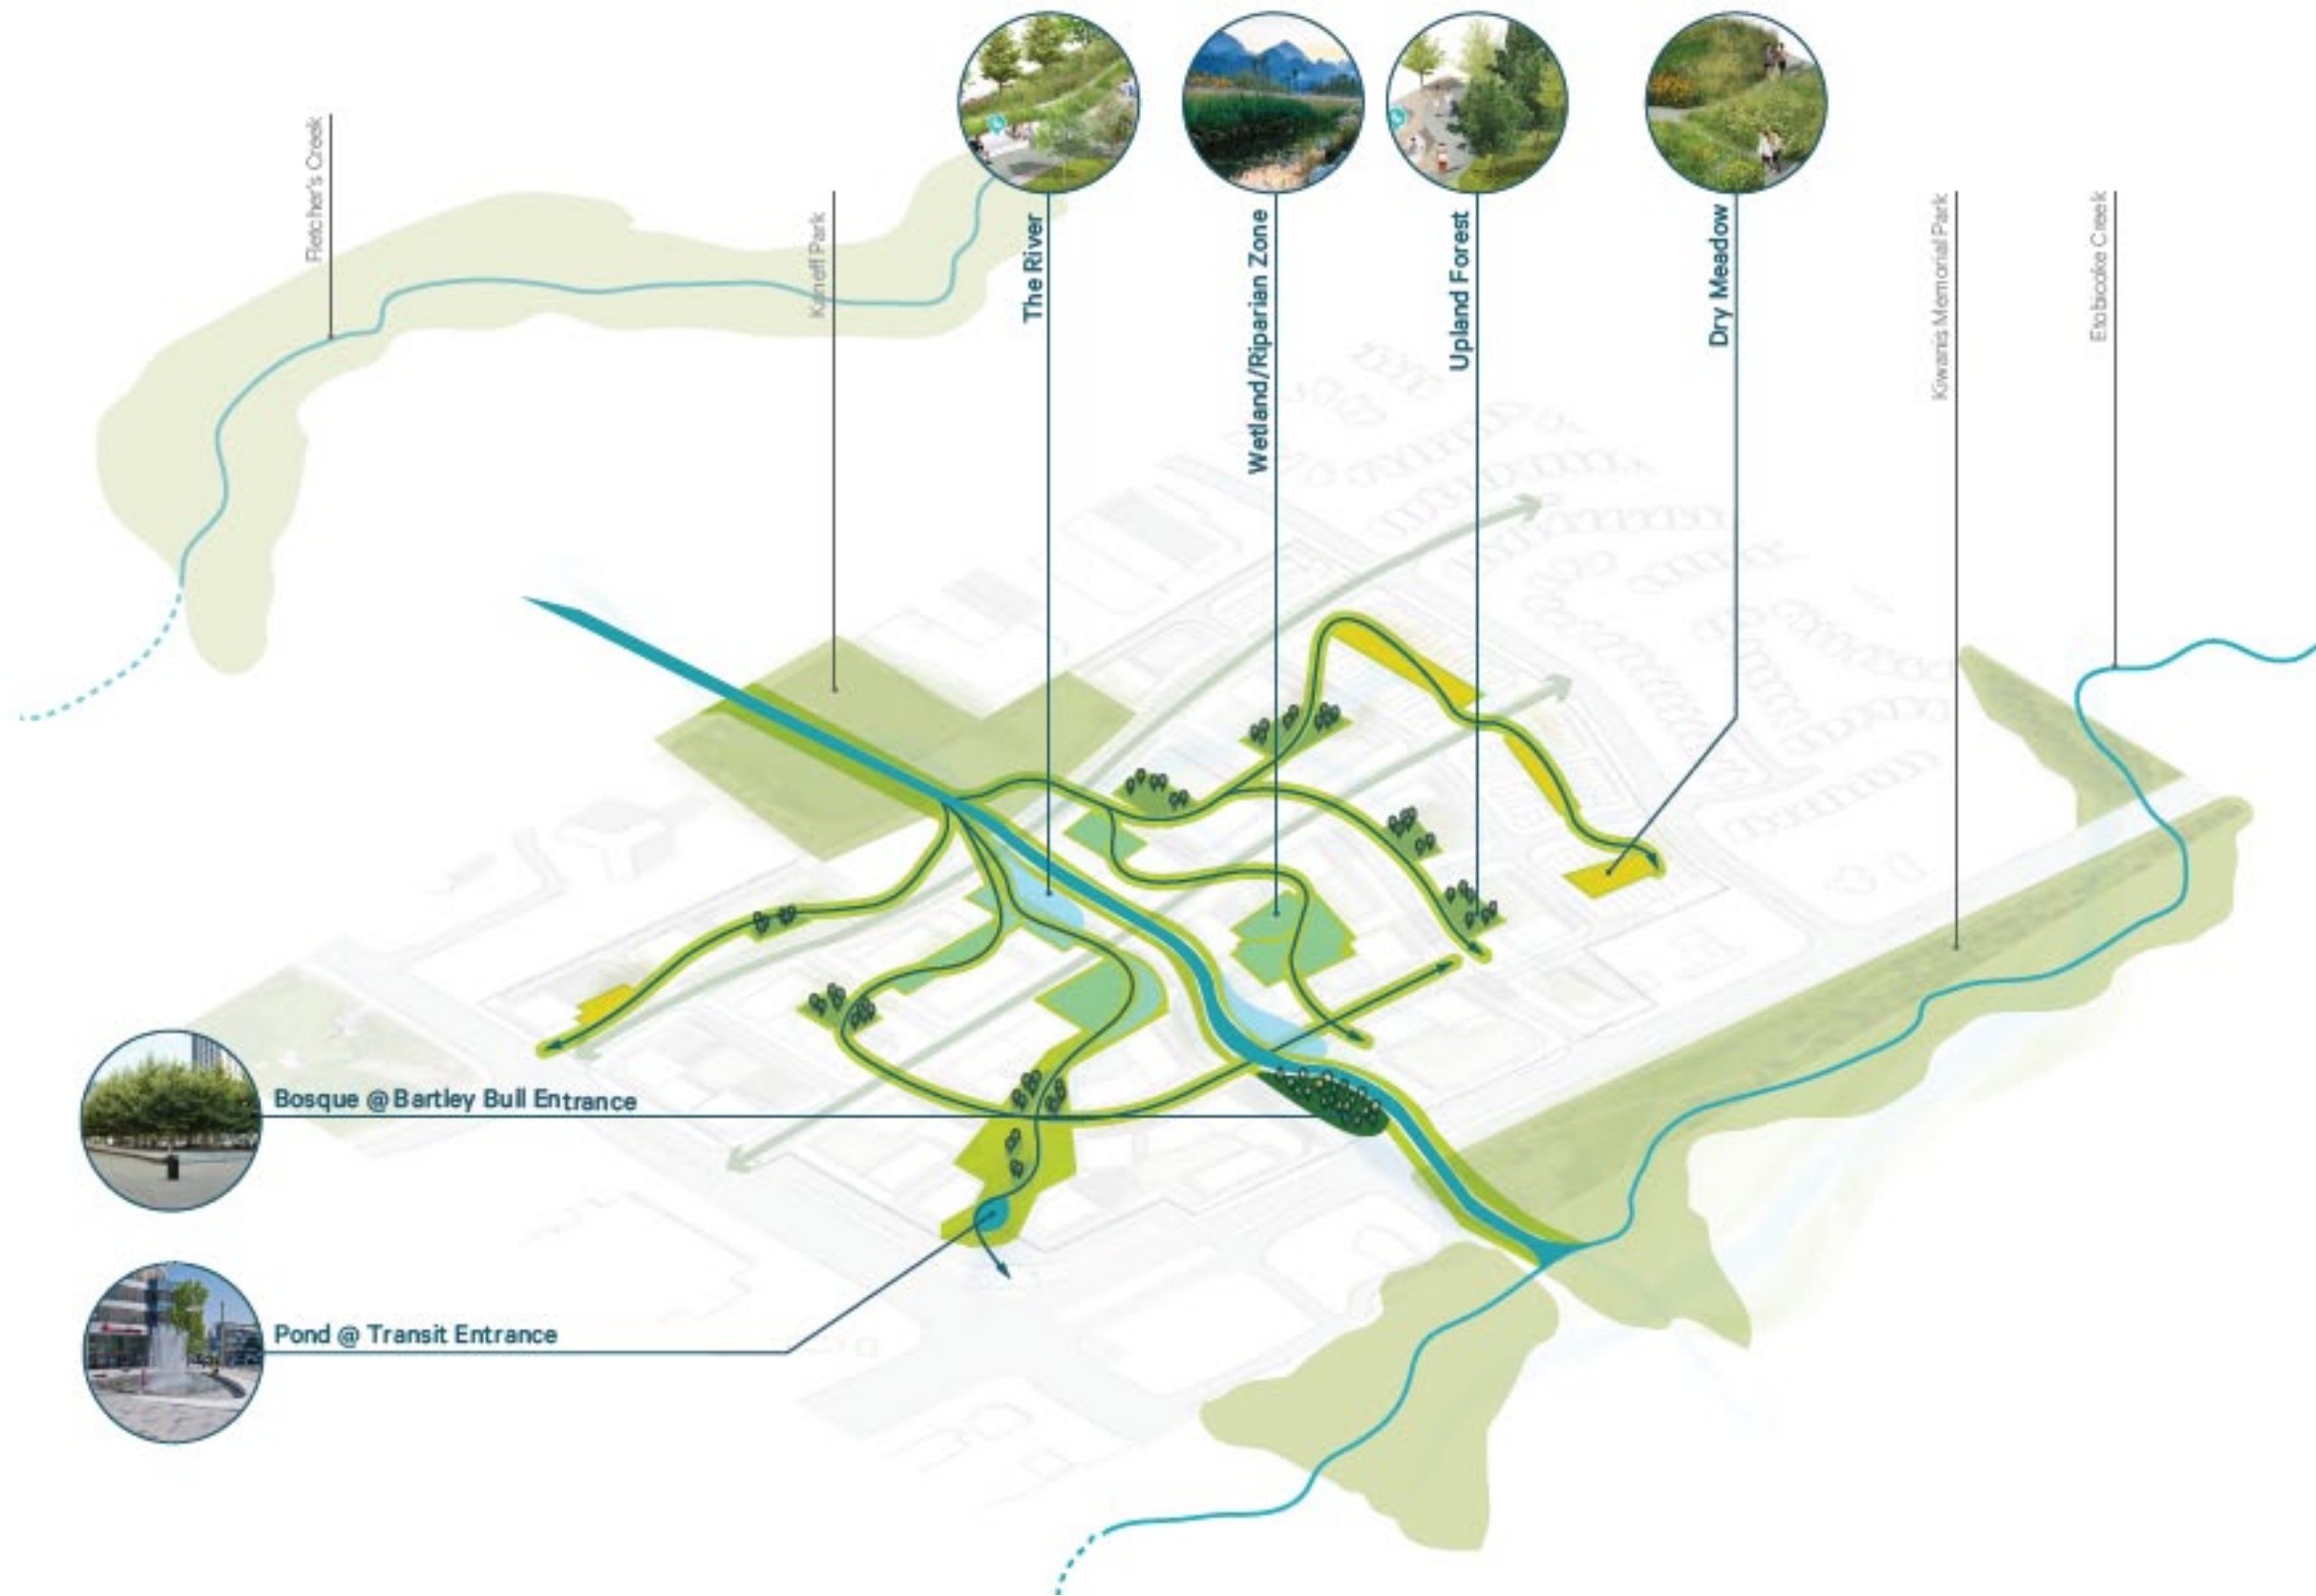 Fletcher's Creek
Kaneff Park
The River
Wetland/Riparian Zone
Upland Forest
Dry Meadow
Kiwanis Memorial Park
Etobicoke Creek
Bosque @ Bartley Bull Entrance
Pond @ Transit Entrance